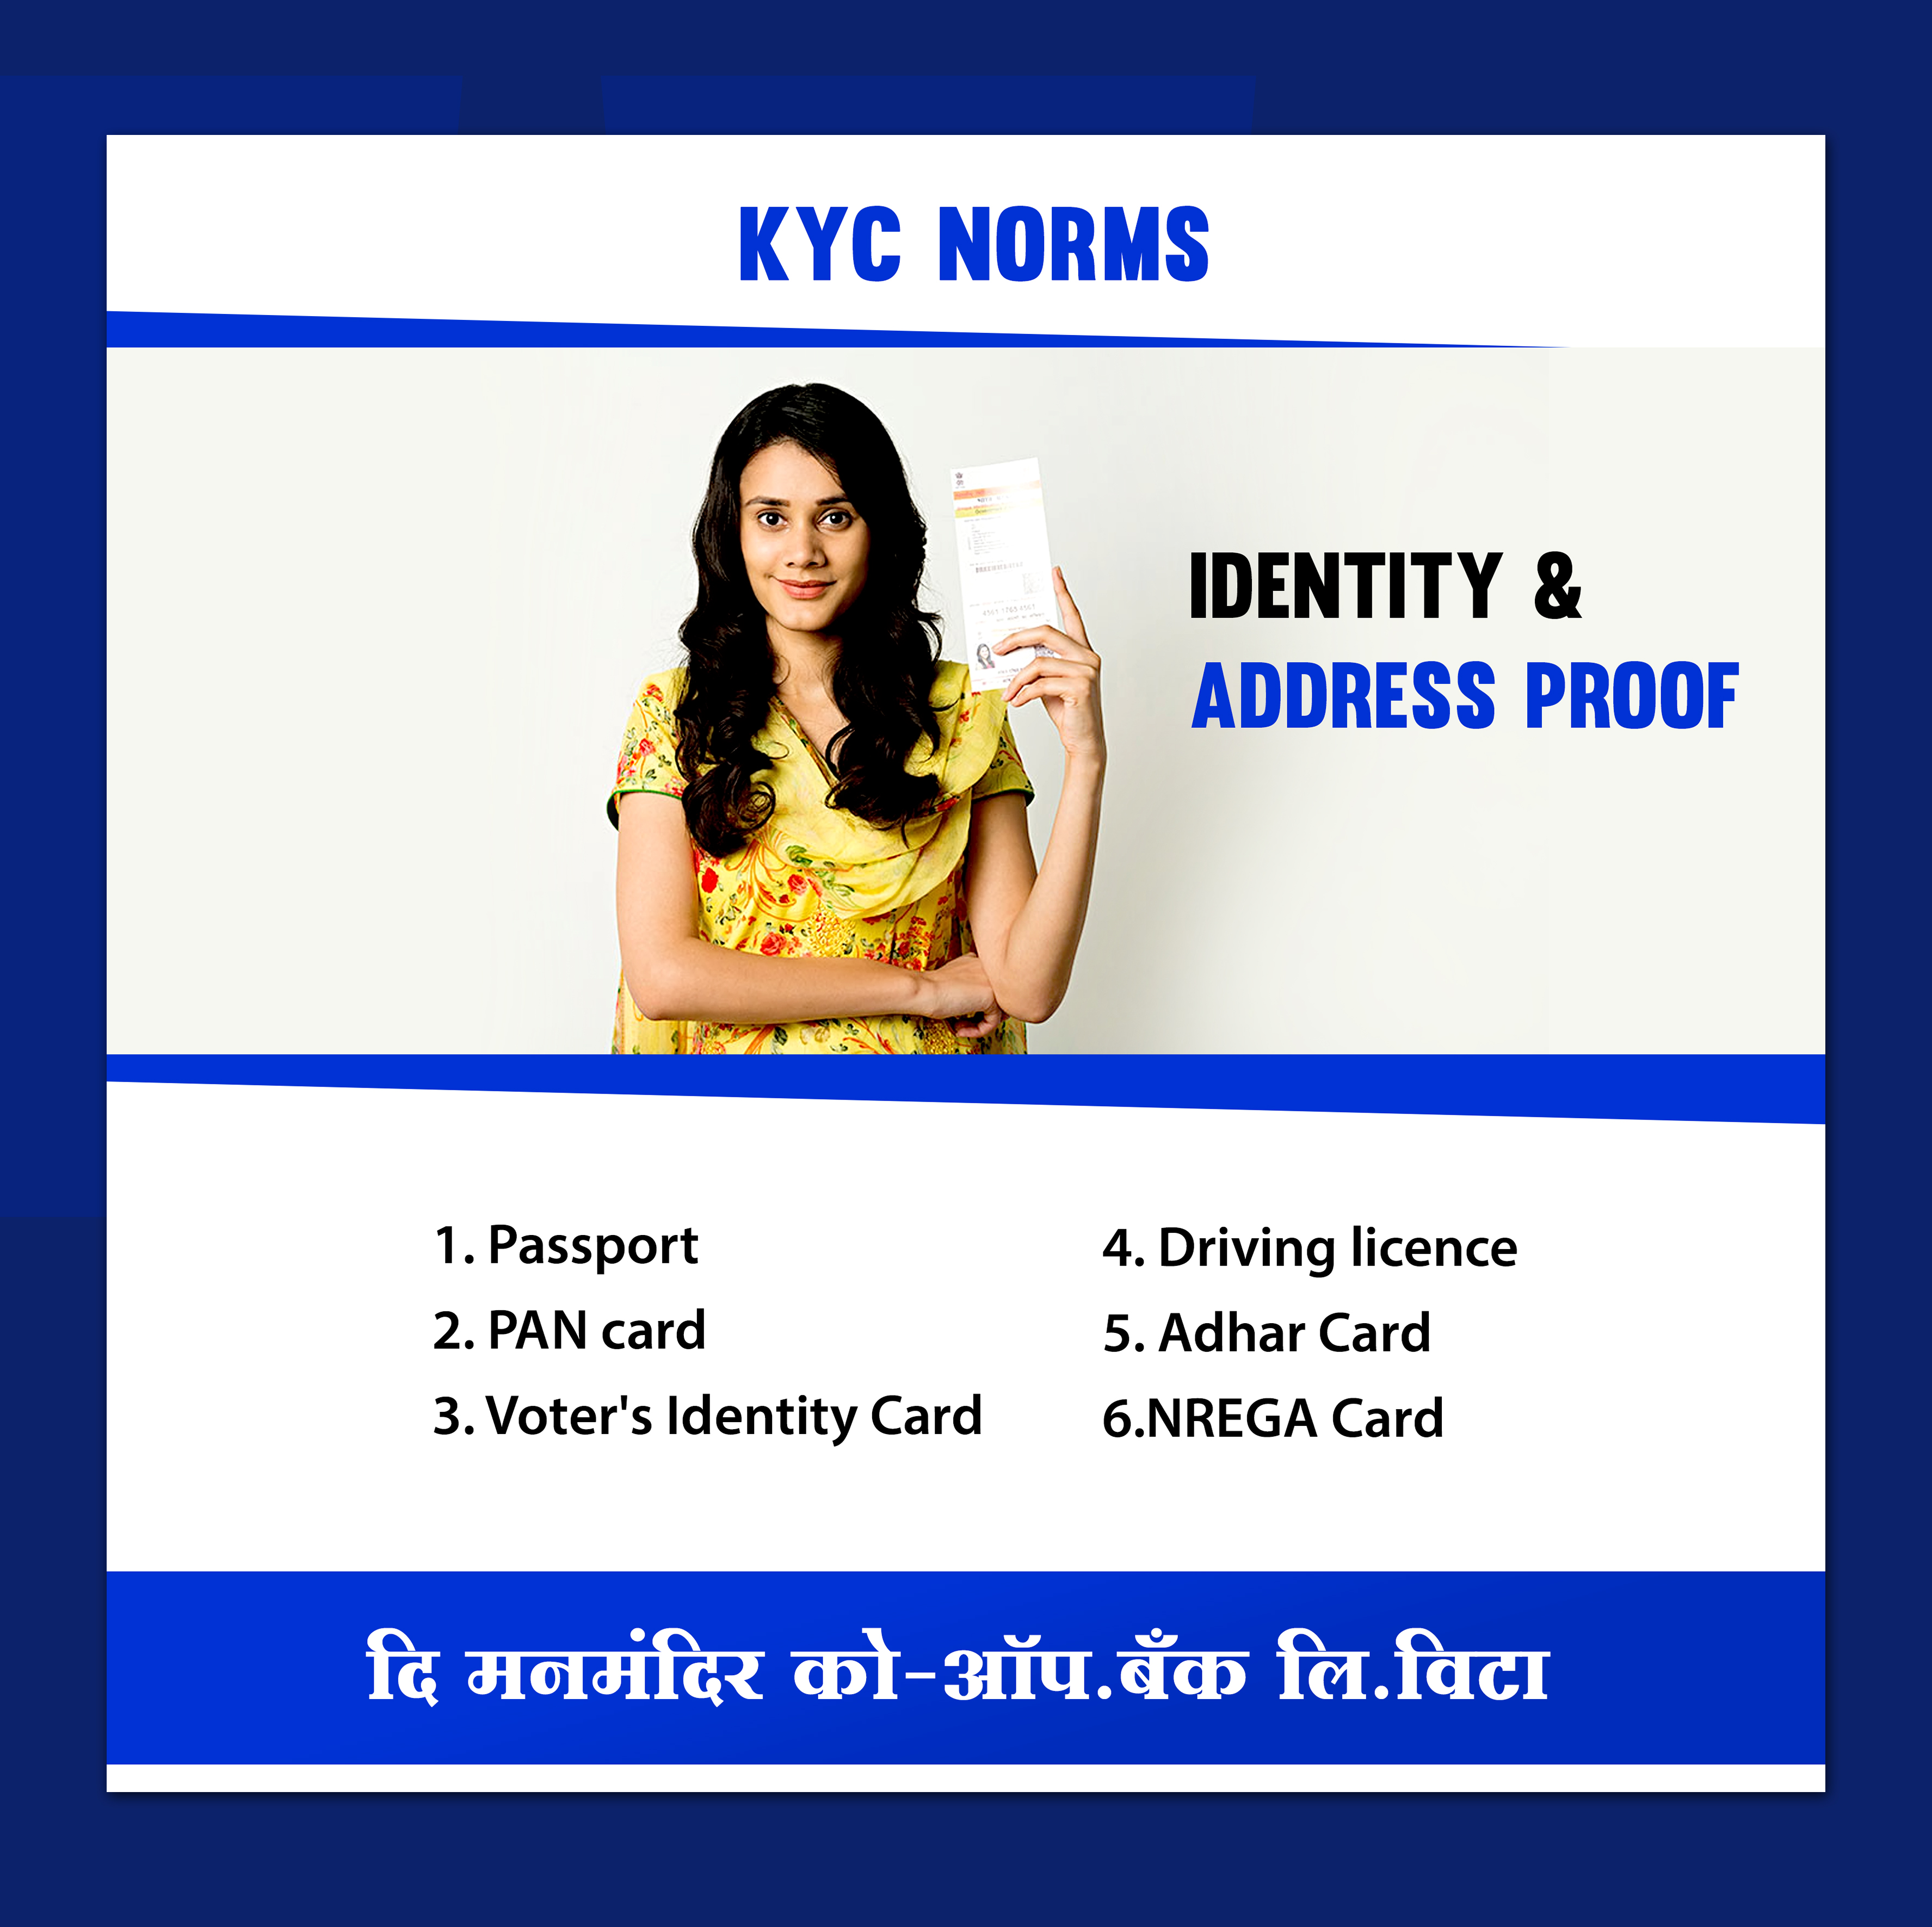 KYC NORMS
IDENTITY &
ADDRESS PROOF
1. Passport
2. PAN card
3. Voter's Identity Card
4. Driving licence
5. Adhar Card
6.NREGA Card
दि मनमंदिर को-ऑप.बँक लि.विटा